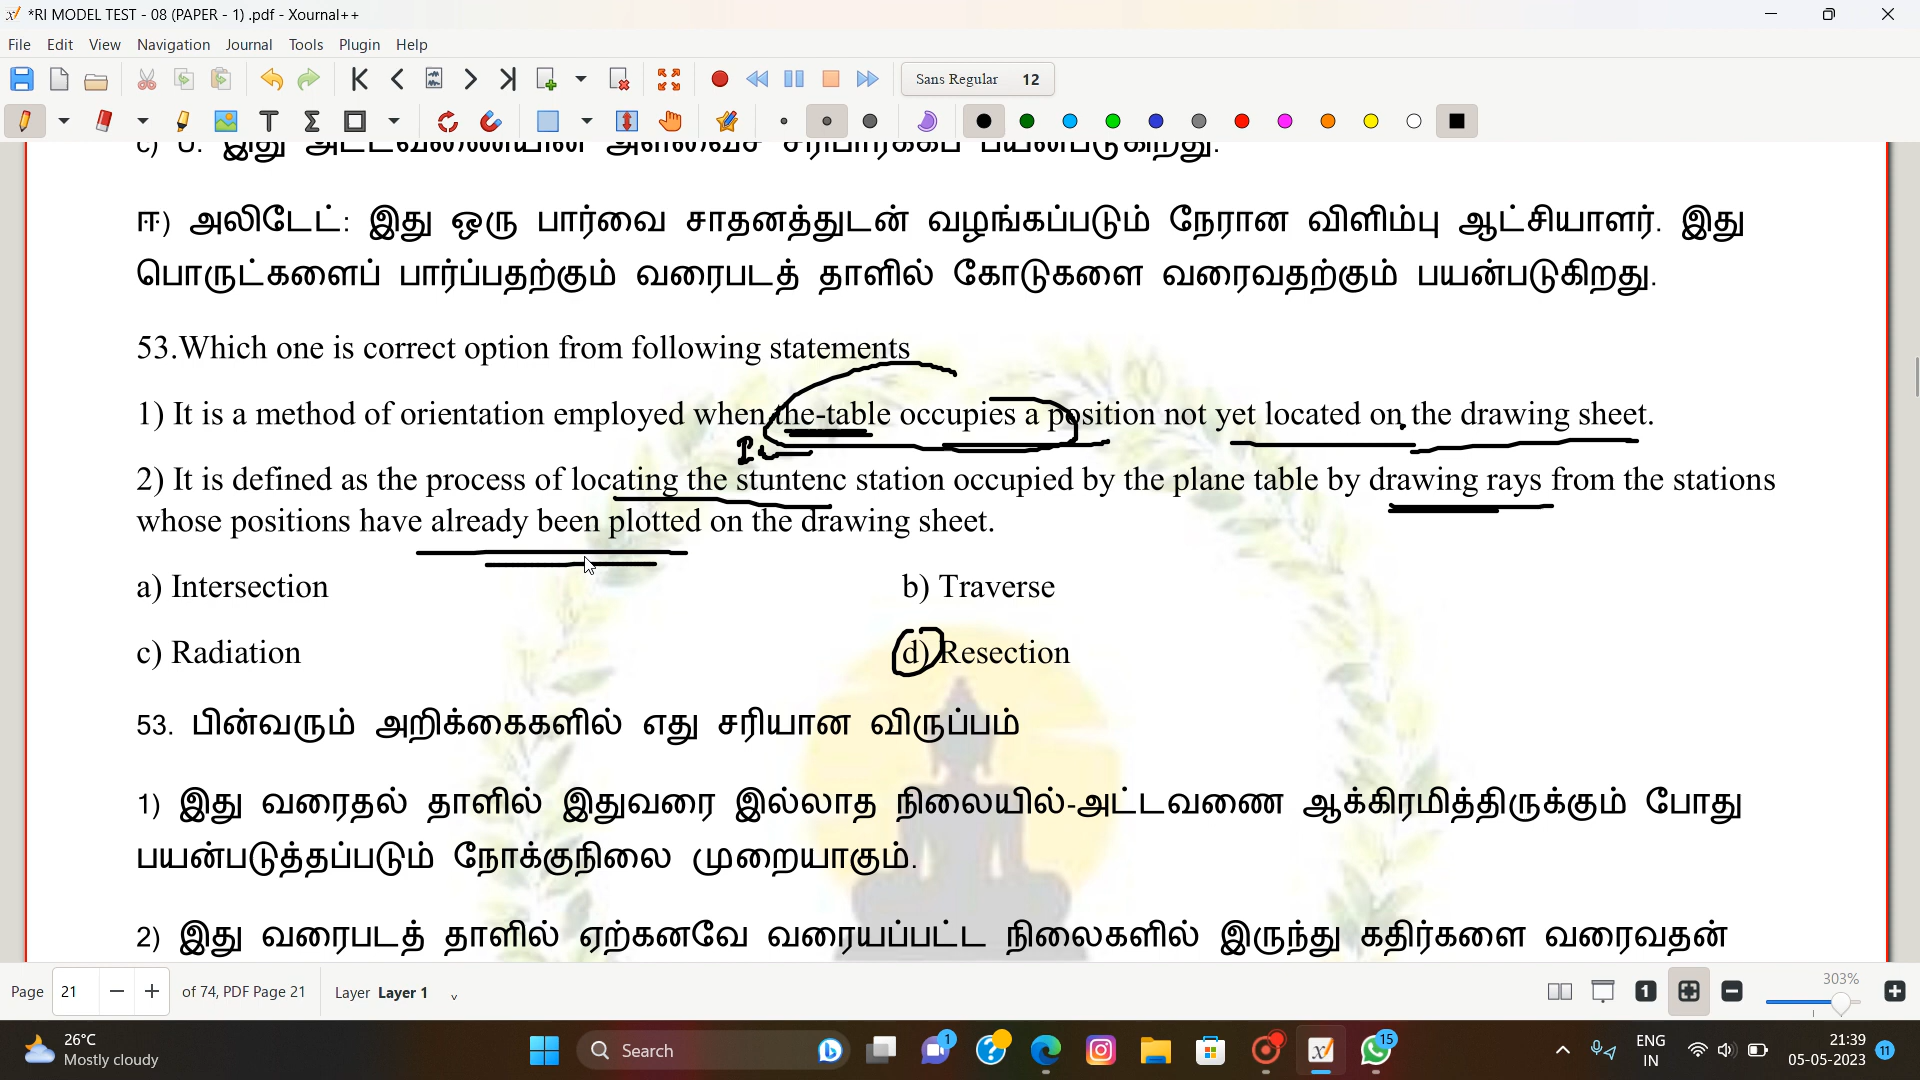 *RI MODEL TEST - 08 (PAPER - 1) .pdf - Xournal++
File Edit View Navigation Journal Tools Plugin Help
Sans Regular 12
ஈ) அலிடேட்: இது ஒரு பார்வை சாதனத்துடன் வழங்கப்படும் நேரான விளிம்பு ஆட்சியாளர். இது
பொருட்களைப் பார்ப்பதற்கும் வரைபடத் தாளில் கோடுகளை வரைவதற்கும் பயன்படுகிறது.
53.Which one is correct option from following statements
1) It is a method of orientation employed when the-table occupies a position not yet located on the drawing sheet.
2) It is defined as the process of locating the stuntenc station occupied by the plane table by drawing rays from the stations
whose positions have already been plotted on the drawing sheet.
a) Intersection b) Traverse
c) Radiation d) Resection
53. பின்வரும் அறிக்கைகளில் எது சரியான விருப்பம்
1) இது வரைதல் தாளில் இதுவரை இல்லாத நிலையில்-அட்டவணை ஆக்கிரமித்திருக்கும் போது
பயன்படுத்தப்படும் நோக்குநிலை முறையாகும்.
2) இது வரைபடத் தாளில் ஏற்கனவே வரையப்பட்ட நிலைகளில் இருந்து கதிர்களை வரைவதன்
303%
Page 21 of 74, PDF Page 21 Layer Layer 1
26°C
Mostly cloudy
Search
1
15
ENG
IN
21:39
05-05-2023
11